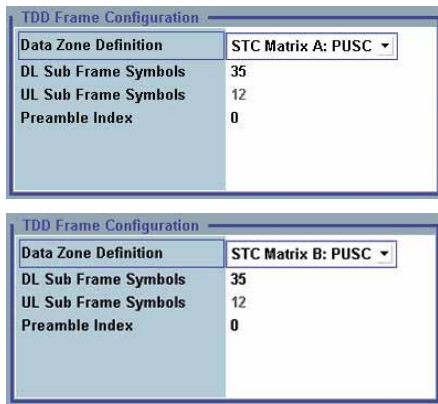 TDD Frame Configuration
Data Zone Definition STC Matrix A: PUSC
DL Sub Frame Symbols 35
UL Sub Frame Symbols 12
Preamble Index 0
TDD Frame Configuration
Data Zone Definition STC Matrix B: PUSC
DL Sub Frame Symbols 35
UL Sub Frame Symbols 12
Preamble Index 0